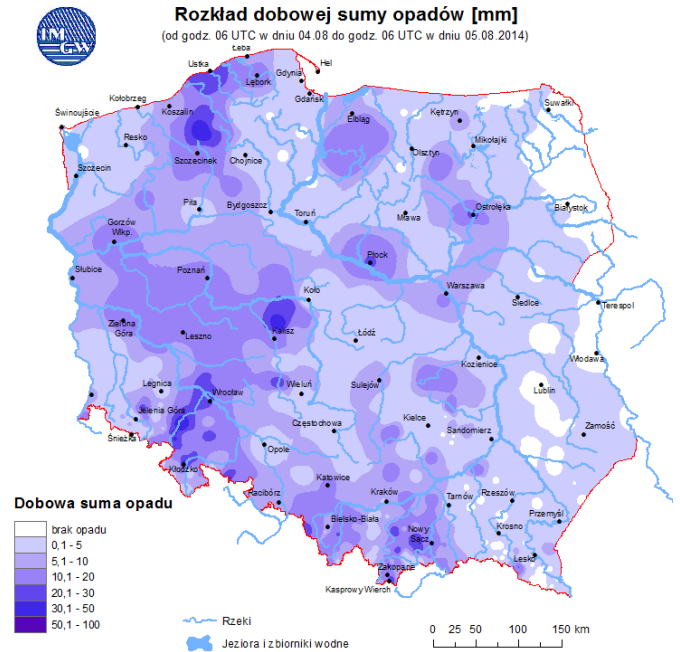 IM
GW
Rozkład dobowej sumy opadów [mm]
(od godz. 06 UTC w dniu 04.08 do godz. 06 UTC w dniu 05.08.2014)
Łeba
Hel
Ustka
Gdynia
Lębork
Gdańsk
Kołobrzeg
Koszalin
Świnoujście
Elbląg
Kętrzyn
Suwałki
Resko
Mikołajki
Olsztyn
Szczecinek
Chojnice
Szczecin
Piła
Bydgoszcz
Toruń
Mława
Ostrołęka
Białystok
Gorzów
Wlkp.
Płock
Słubice
Poznań
Koło
Warszawa
Siedlce
Terespol
Zielona
Góra
Leszno
Kalisz
Łódź
Kozienice
Włodawa
Legnica
Wrocław
Wieluń
Sulejów
Lublin
Jelenia Góra
Śnieżka
Częstochowa
Kielce
Sandomierz
Zamość
Kłodzko
Opole
Racibórz
Katowice
Kraków
Tarnów
Rzeszów
Bielsko-Biała
Przemyśl
Nowy
Sącz
Krosno
Lesko
Zakopane
Kasprowy Wierch
Dobowa suma opadu
brak opadu
0,1 - 5
5,1 - 10
10,1 - 20
20,1 - 30
30,1 - 50
50,1 - 100
Rzeki
Jeziora i zbiorniki wodne
0 25 50 100 150 km